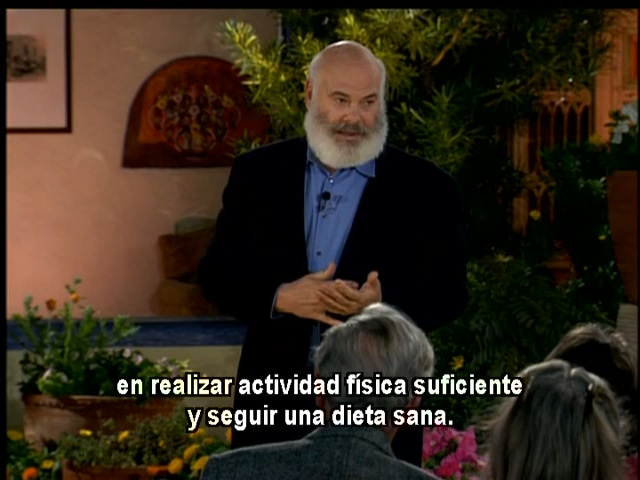 en realizar actividad física suficiente
y seguir una dieta sana.